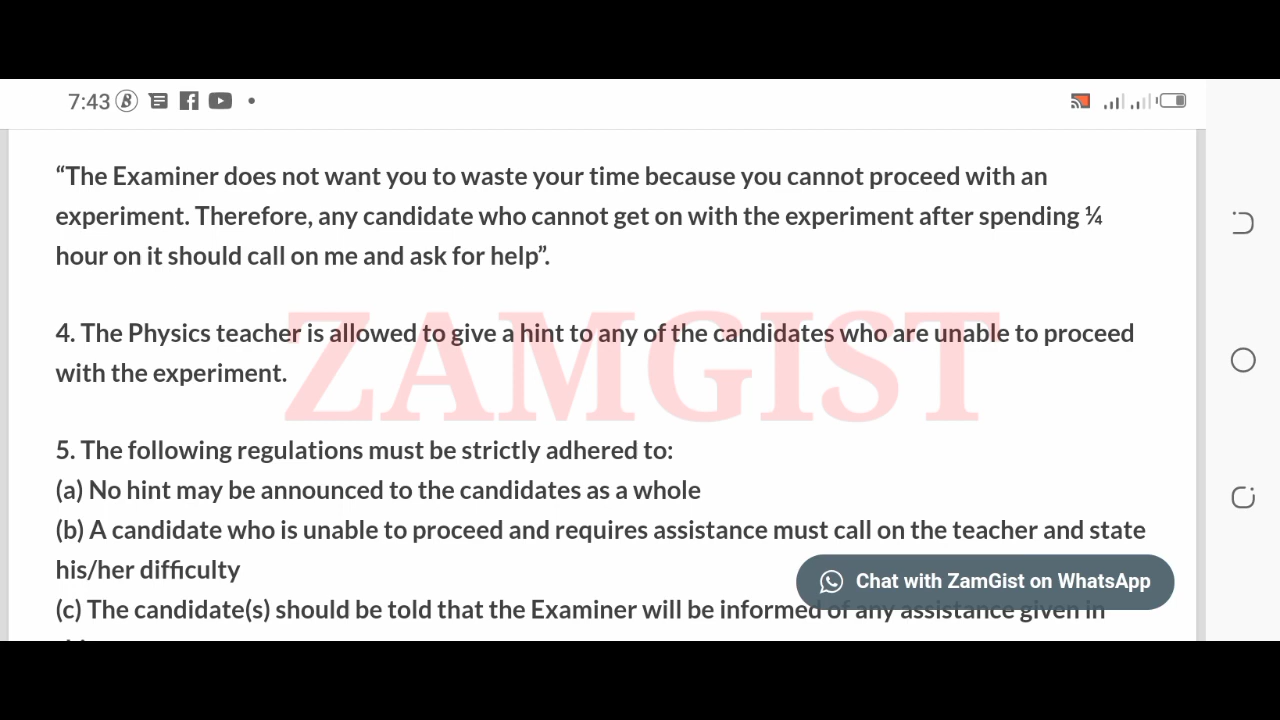 7:43
“The Examiner does not want you to waste your time because you cannot proceed with an
experiment. Therefore, any candidate who cannot get on with the experiment after spending ¼
hour on it should call on me and ask for help”.
4. The Physics teacher is allowed to give a hint to any of the candidates who are unable to proceed
with the experiment.
ZAMGIST
5. The following regulations must be strictly adhered to:
(a) No hint may be announced to the candidates as a whole
(b) A candidate who is unable to proceed and requires assistance must call on the teacher and state
his/her difficulty
Chat with ZamGist on WhatsApp
(c) The candidate(s) should be told that the Examiner will be informed of any assistance given in